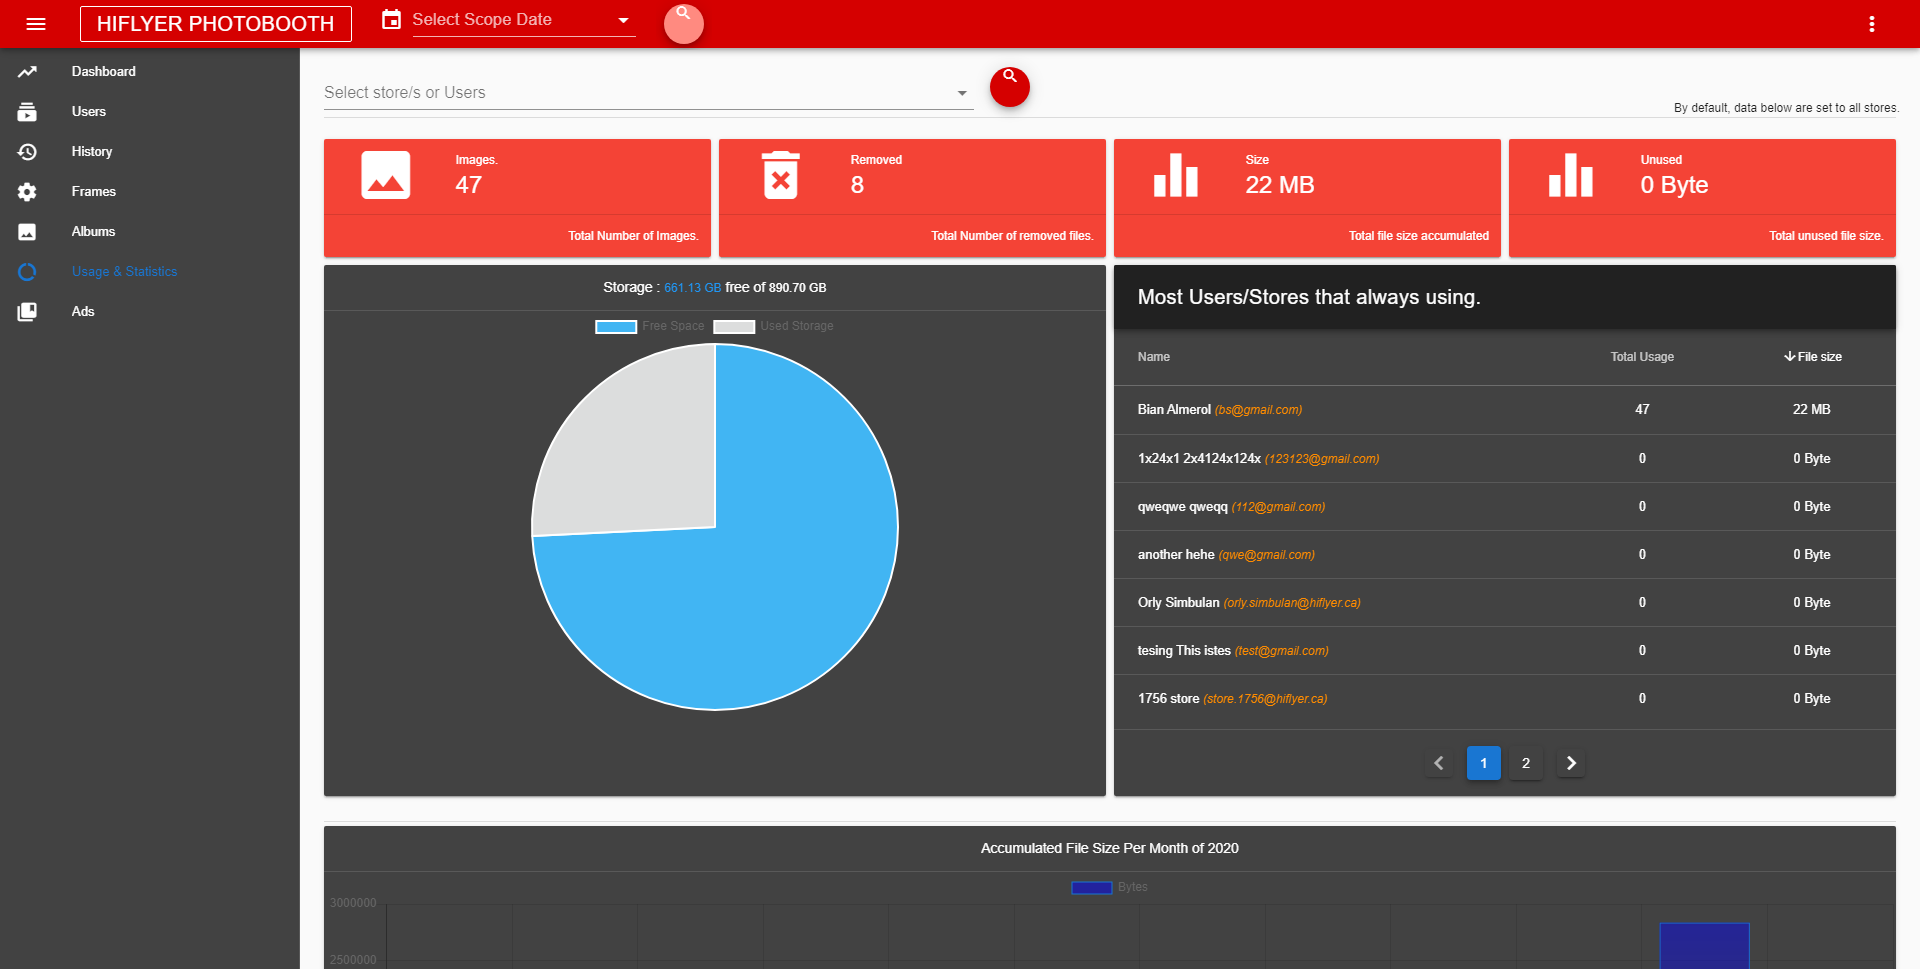 HIFLYER PHOTOBOOTH
Select Scope Date
Dashboard
Users
History
Frames
Albums
Usage & Statistics
Ads
Select store/s or Users
By default, data below are set to all stores.
Images.
47
Total Number of Images.
Removed
8
Total Number of removed files.
Size
22 MB
Total file size accumulated
Unused
0 Byte
Total unused file size.
Storage : 661.13 GB free of 890.70 GB
Free Space Used Storage
Most Users/Stores that always using.
Name Total Usage File size
Bian Almerol (bs@gmail.com) 47 22 MB
1x24x1 2x4124x124x (123123@gmail.com) 0 0 Byte
qweqwe qweqq (112@gmail.com) 0 0 Byte
another hehe (qwe@gmail.com) 0 0 Byte
Orly Simbulan (orly.simbulan@hiflyer.ca) 0 0 Byte
tesing This istes (test@gmail.com) 0 0 Byte
1756 store (store.1756@hiflyer.ca) 0 0 Byte
1 2
Accumulated File Size Per Month of 2020
Bytes
3000000
2500000